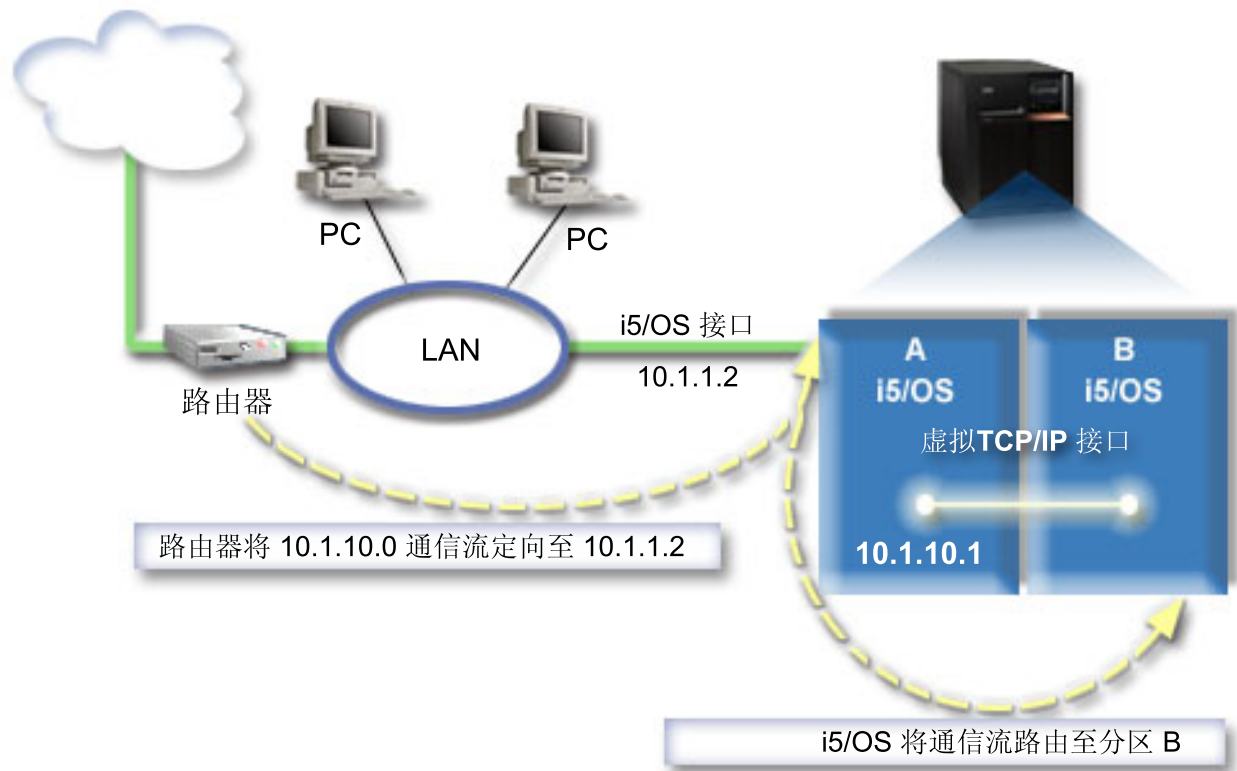 PC
PC
LAN
i5/OS 接口
10.1.1.2
路由器
路由器将 10.1.10.0 通信流定向至 10.1.1.2
A
i5/OS
B
i5/OS
虚拟TCP/IP 接口
10.1.10.1
i5/OS 将通信流路由至分区 B